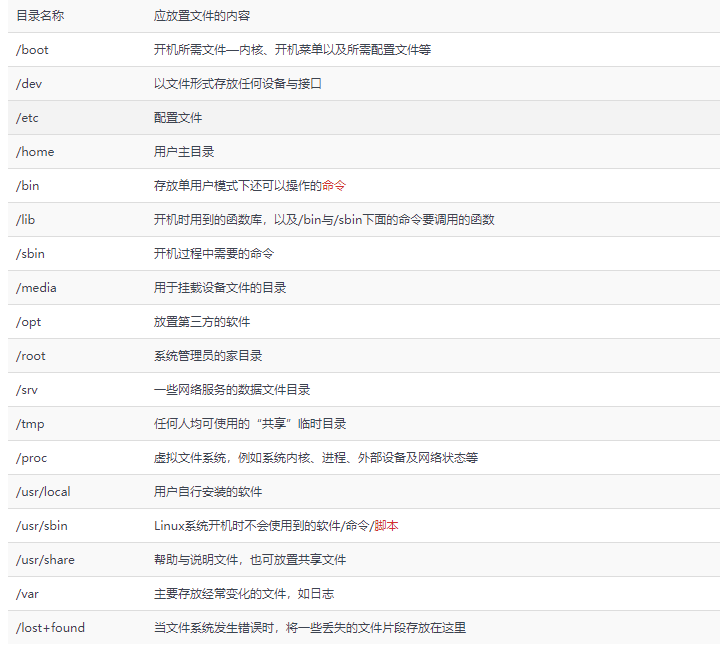 目录名称 应放置文件的内容
/boot 开机所需文件—内核、开机菜单以及所需配置文件等
/dev 以文件形式存放任何设备与接口
/etc 配置文件
/home 用户主目录
/bin 存放单用户模式下还可以操作的命令
/lib 开机时用到的函数库，以及/bin与/sbin下面的命令要调用的函数
/sbin 开机过程中需要的命令
/media 用于挂载设备文件的目录
/opt 放置第三方的软件
/root 系统管理员的家目录
/srv 一些网络服务的数据文件目录
/tmp 任何人均可使用的“共享”临时目录
/proc 虚拟文件系统，例如系统内核、进程、外部设备及网络状态等
/usr/local 用户自行安装的软件
/usr/sbin Linux系统开机时不会使用到的软件/命令/脚本
/usr/share 帮助与说明文件，也可放置共享文件
/var 主要存放经常变化的文件，如日志
/lost+found 当文件系统发生错误时，将一些丢失的文件片段存放在这里